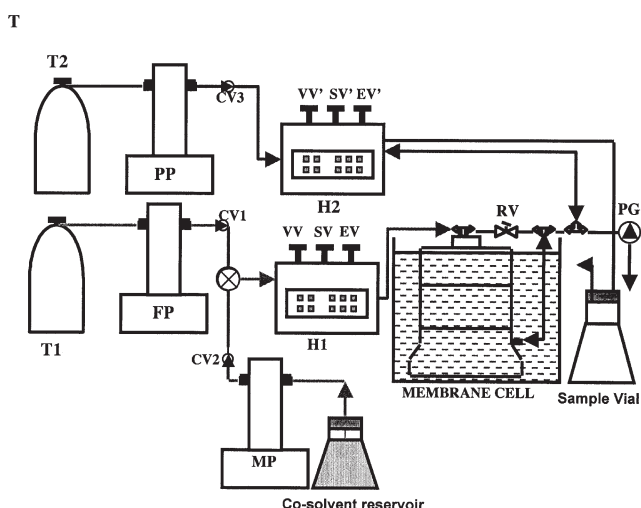 T
T2
CV3
VV' SV' EV'
PP
H2
RV
PG
CV1
VV SV EV
FP
T1
H1
CV2
MEMBRANE CELL
Sample Vial
MP
Co-solvent reservoir